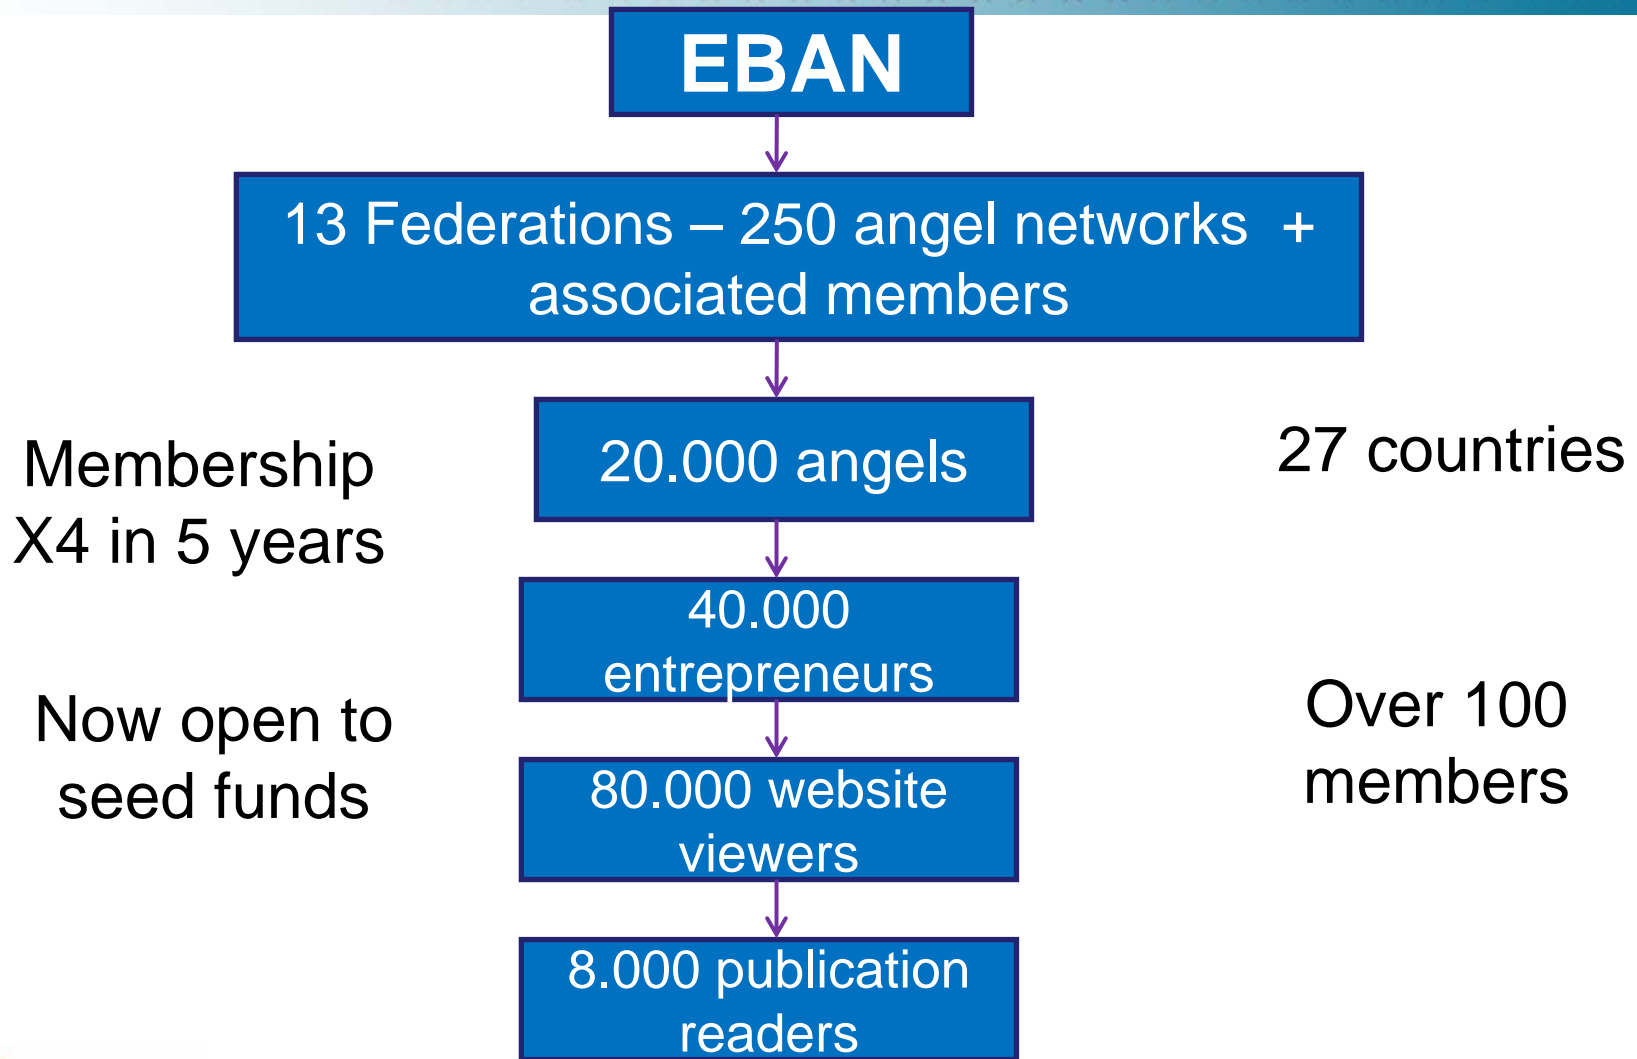 EBAN
13 Federations – 250 angel networks +
associated members
20.000 angels
Membership
X4 in 5 years
27 countries
40.000
entrepreneurs
Now open to
seed funds
Over 100
members
80.000 website
viewers
8.000 publication
readers